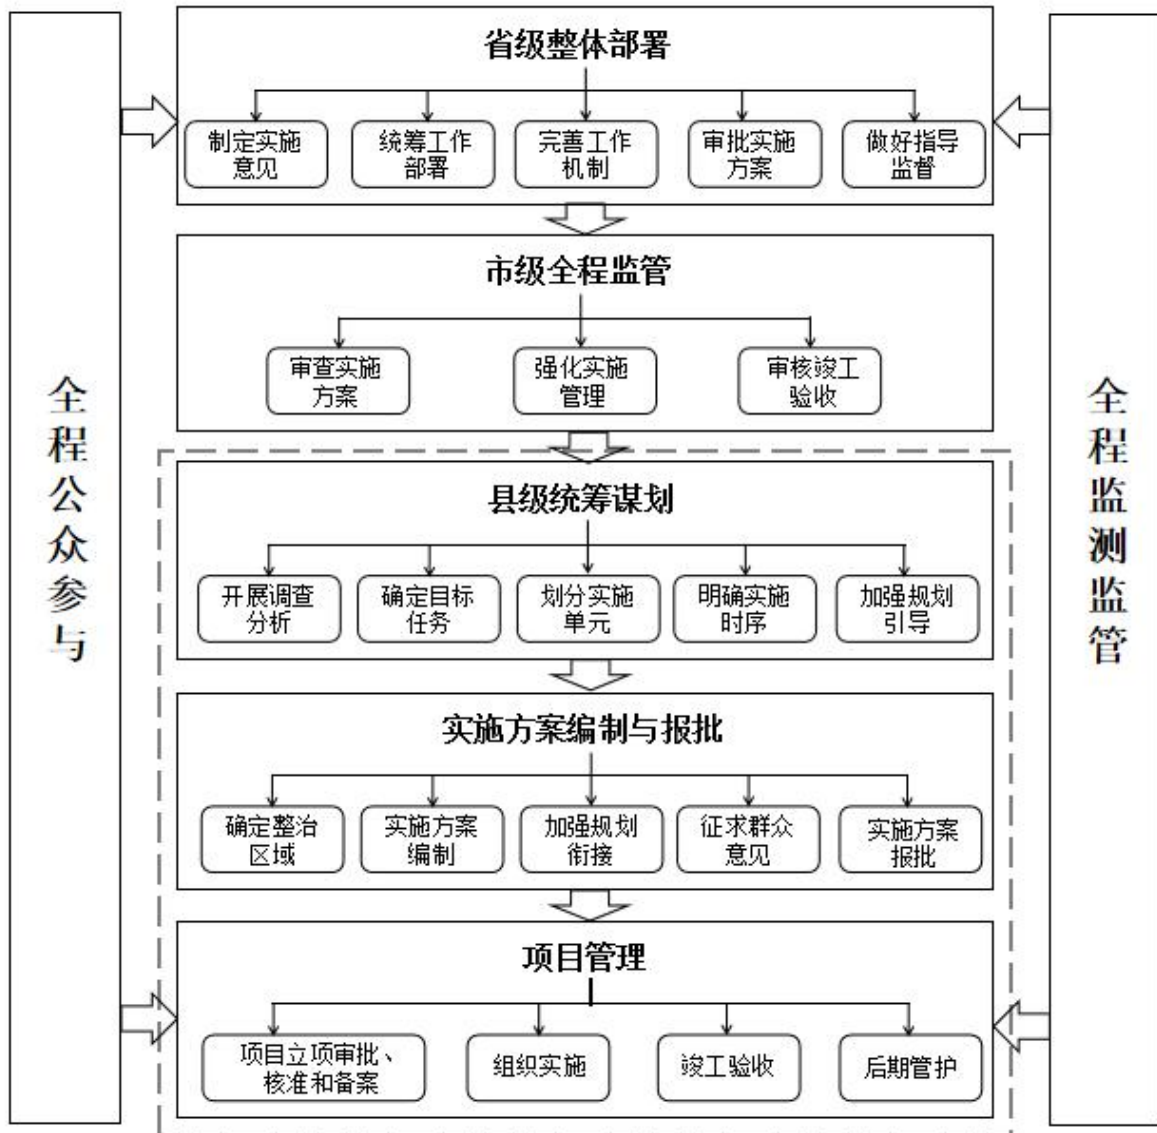 省级整体部署
制定实施
意见
统筹工作
部署
完善工作
机制
审批实施
方案
做好指导
监督
市级全程监管
审查实施
方案
强化实施
管理
审核竣工
验收
全程公众参与
全程监测监管
县级统筹谋划
开展调查
分析
确定目标
任务
划分实施
单元
明确实施
时序
加强规划
引导
实施方案编制与报批
确定整治
区域
实施方案
编制
加强规划
衔接
征求群众
意见
实施方案
报批
项目管理
项目立项审批、
核准和备案
组织实施
竣工验收
后期管护